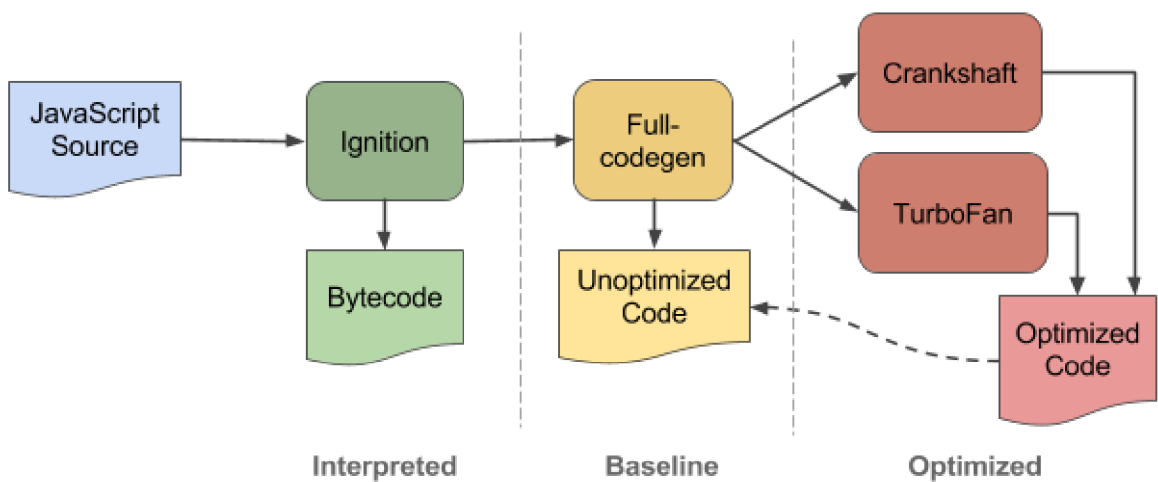 JavaScript
Source
Ignition
Bytecode
Full-
codegen
Unoptimized
Code
Crankshaft
TurboFan
Optimized
Code
Interpreted
Baseline
Optimized